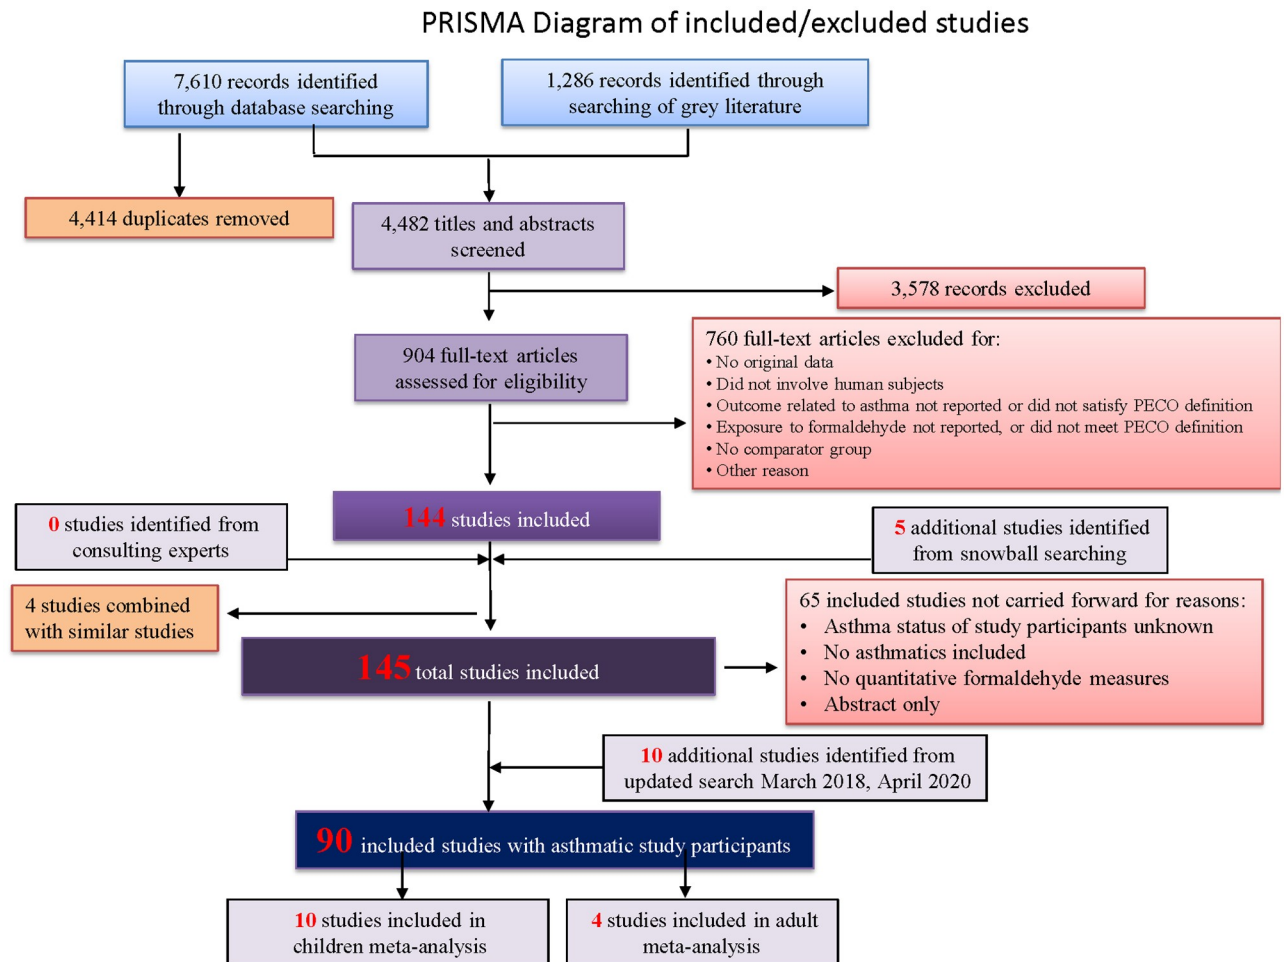 PRISMA Diagram of included/excluded studies
7,610 records identified
through database searching
1,286 records identified through
searching of grey literature
4,414 duplicates removed
4,482 titles and abstracts
screened
3,578 records excluded
904 full-text articles
assessed for eligibility
760 full-text articles excluded for:
• No original data
• Did not involve human subjects
• Outcome related to asthma not reported or did not satisfy PECO definition
• Exposure to formaldehyde not reported, or did not meet PECO definition
• No comparator group
• Other reason
144 studies included
0 studies identified from
consulting experts
5 additional studies identified
from snowball searching
4 studies combined
with similar studies
145 total studies included
65 included studies not carried forward for reasons:
• Asthma status of study participants unknown
• No asthmatics included
• No quantitative formaldehyde measures
• Abstract only
10 additional studies identified from
updated search March 2018, April 2020
90 included studies with asthmatic study participants
10 studies included in
children meta-analysis
4 studies included in adult
meta-analysis